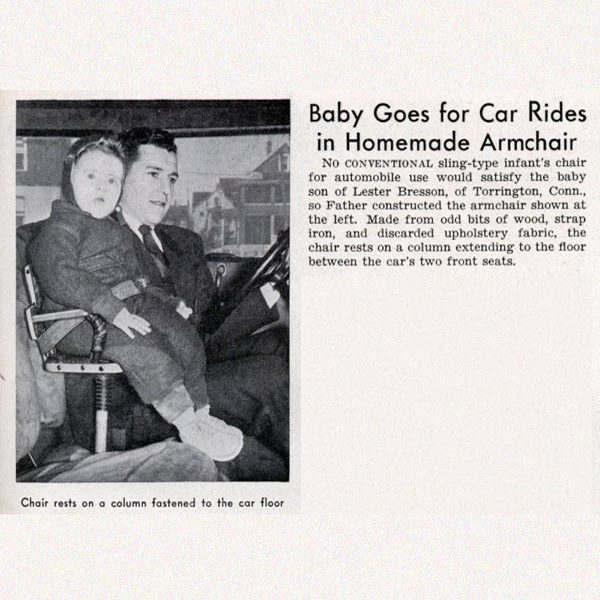 Baby Goes for Car Rides
in Homemade Armchair
No conventional sling-type infant's chair
for automobile use would satisfy the baby
son of Lester Bresson, of Torrington, Conn.,
so Father constructed the armchair shown at
the left. Made from odd bits of wood, strap
iron, and discarded upholstery fabric, the
chair rests on a column extending to the floor
between the car's two front seats.
Chair rests on a column fastened to the car floor